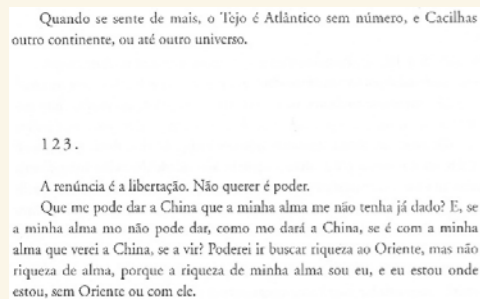 Quando se sente de mais, o Tejo é Atlântico sem número, e Cacilhas
outro continente, ou até outro universo.
123.
A renúncia é a libertação. Não querer é poder.
Que me pode dar a China que a minha alma me não tenha já dado? E, se
a minha alma mo não pode dar, como mo dará a China, se é com a minha
alma que verei a China, se a vir? Poderei ir buscar riqueza ao Oriente, mas não
riqueza de alma, porque a riqueza de minha alma sou eu, e eu estou onde
estou, sem Oriente ou com ele.